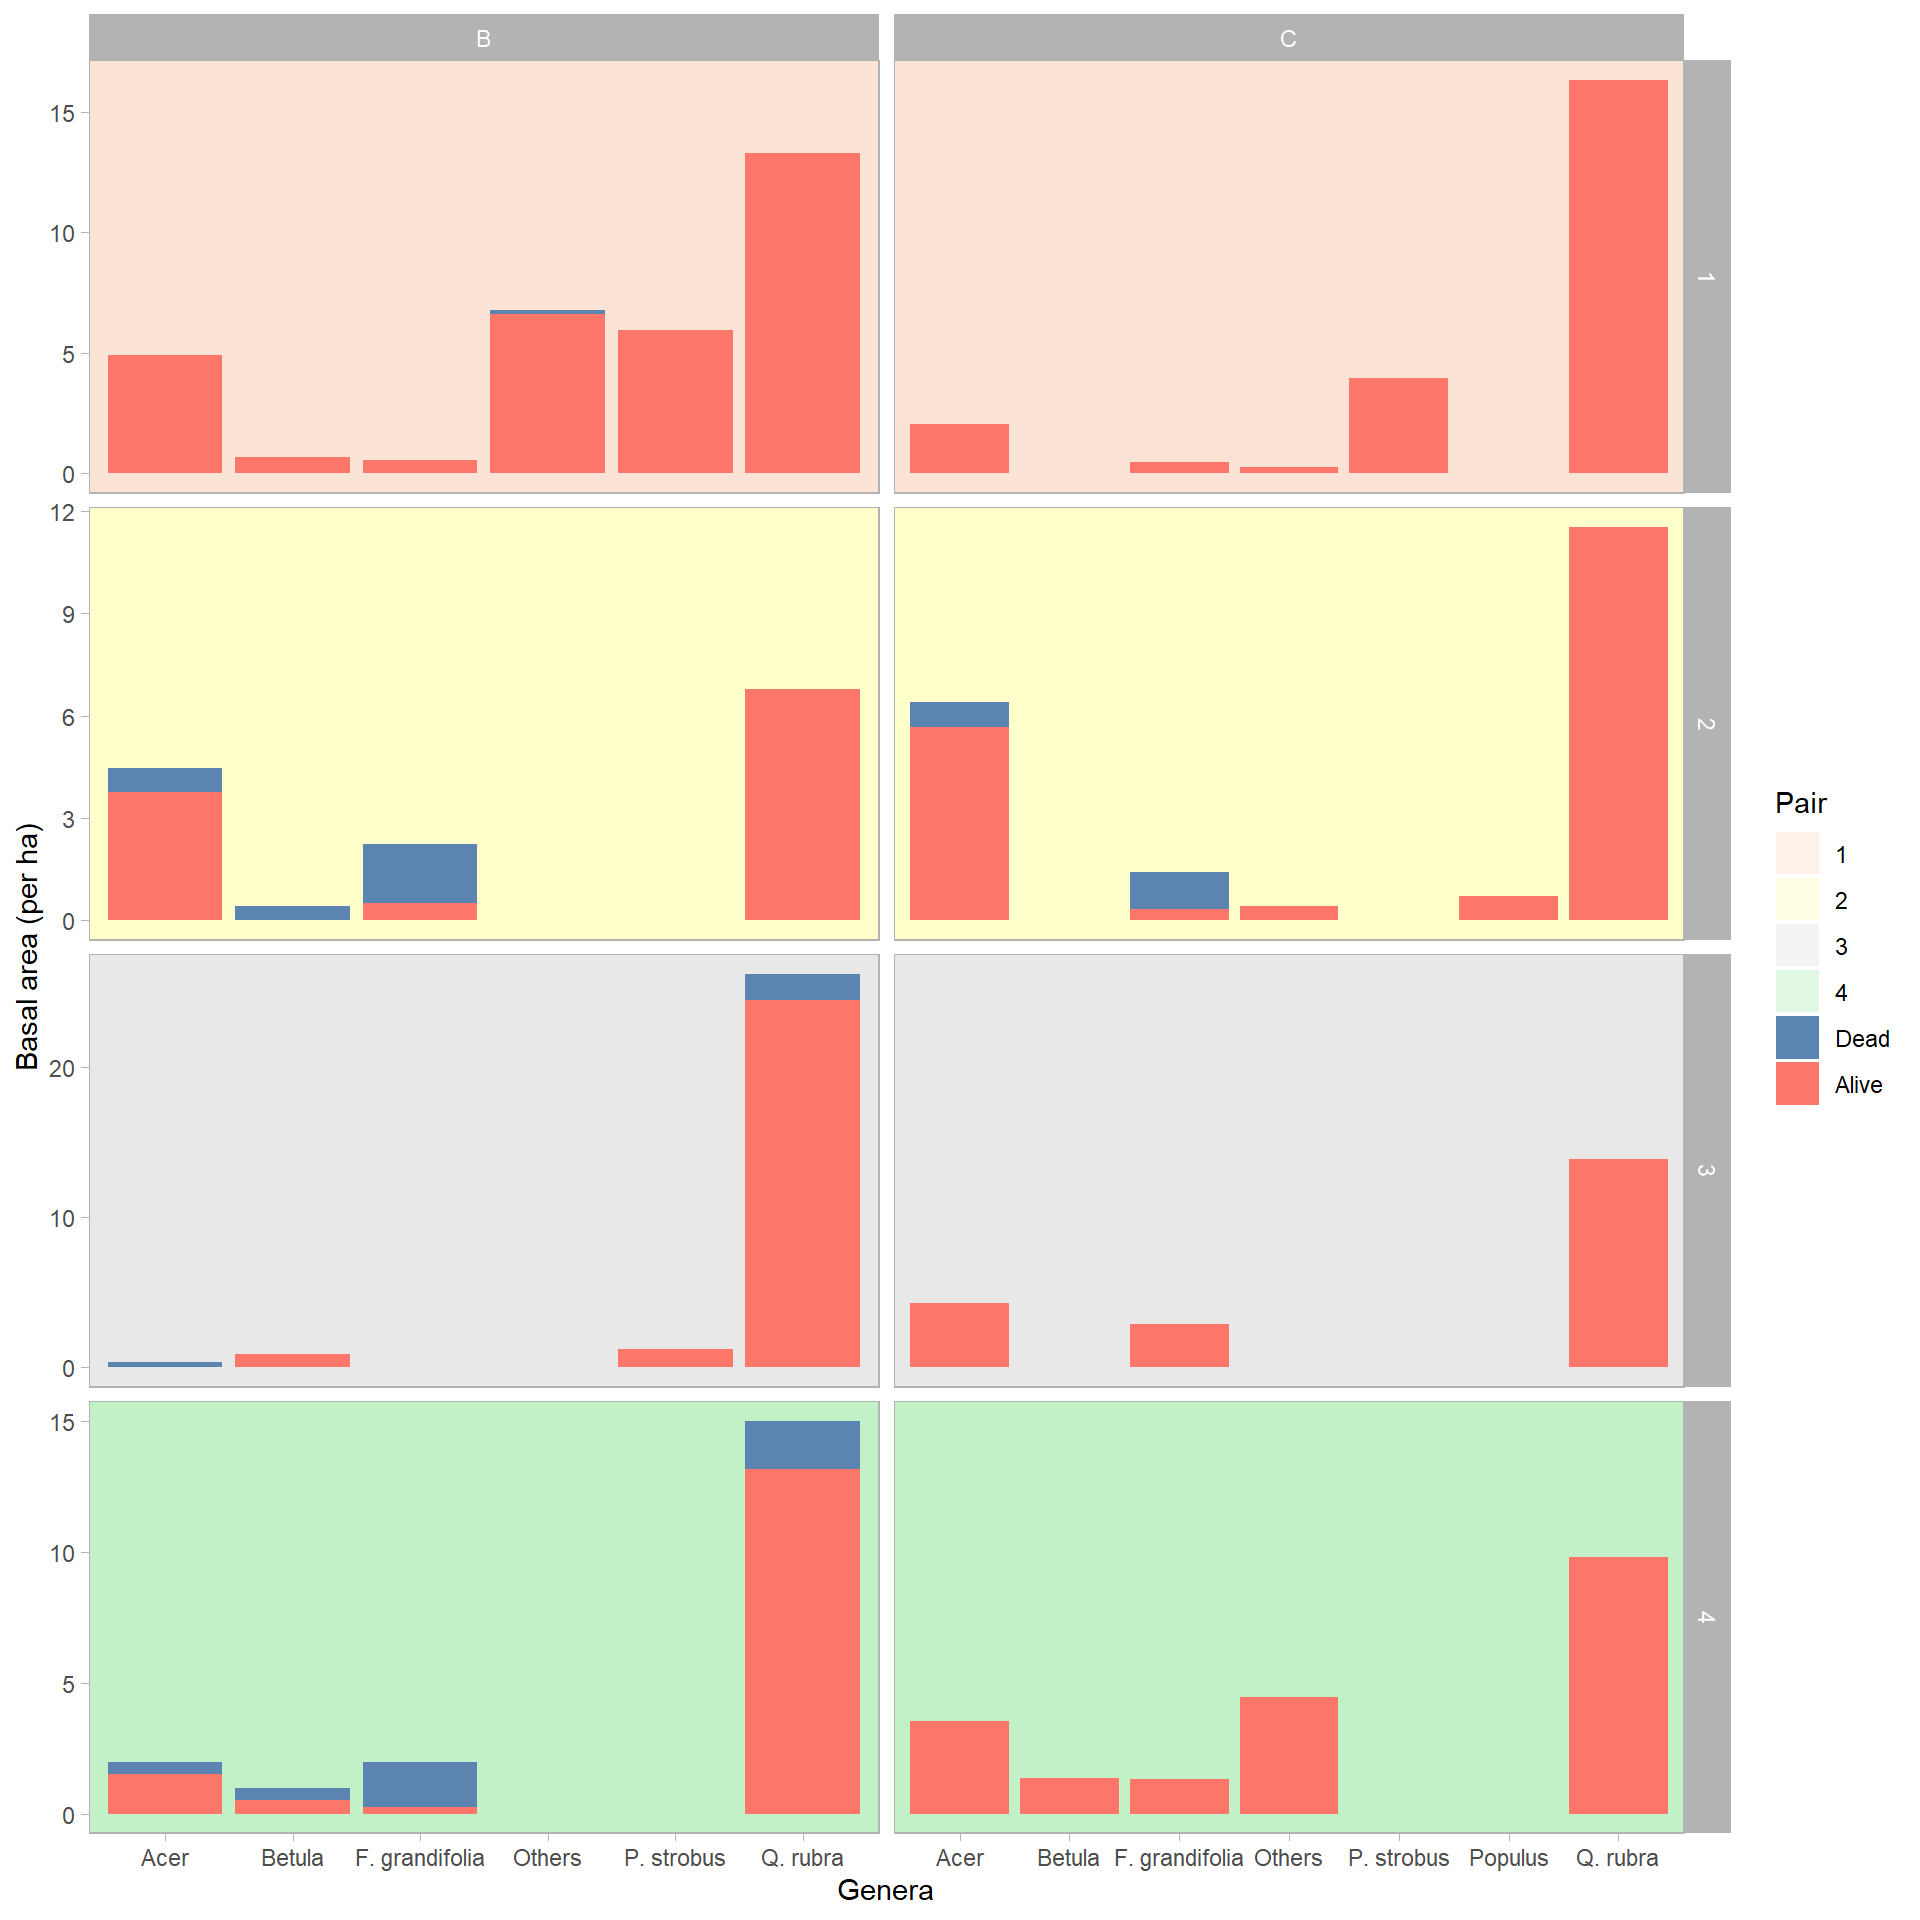 B
C
15
10
5
0
1
12
9
6
3
0
2
20
10
0
3
15
10
5
0
4
Acer
Betula
F. grandifolia
Others
P. strobus
Q. rubra
Acer
Betula
F. grandifolia
Others
P. strobus
Populus
Q. rubra
Genera
Basal area (per ha)
Pair
1
2
3
4
Dead
Alive